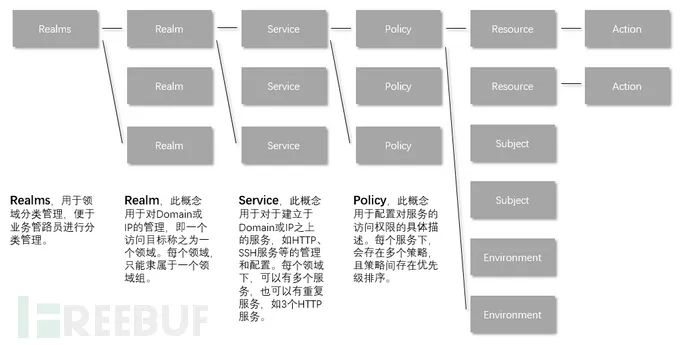 Realms
Realm
Service
Policy
Resource
Action
Realm
Service
Policy
Resource
Action
Realm
Service
Policy
Subject
Subject
Environment
Environment
Realms，用于领
域分类管理，便于
业务管路员进行分
类管理。
Realm，此概念
用于对Domain或
IP的管理，即一个
访问目标称之为一
个领域。每个领域，
只能隶属于一个领
域组。
Service，此概念
用于对于建立于
Domain或IP之上
的服务，如HTTP、
SSH服务等的管理
和配置。每个领域
下，可以有多个服
务，也可以有重复
服务，如3个HTTP
服务。
Policy，此概念
用于配置对服务的
访问权限的具体描
述。每个服务下，
会存在多个策略，
且策略间存在优先
级排序。
FREEBUF